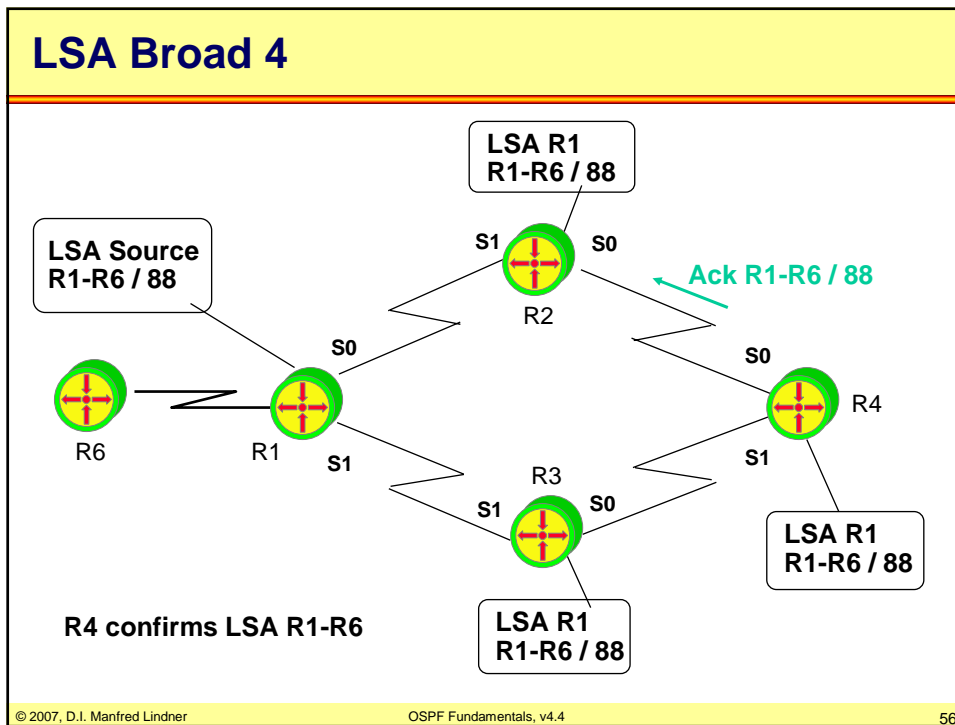 LSA Broad 4
LSA R1
R1-R6 / 88
LSA Source
R1-R6 / 88
S1
S0
Ack R1-R6 / 88
R2
S0
S0
R4
R6
R1
S1
S1
R3
S0
S1
LSA R1
R1-R6 / 88
LSA R1
R1-R6 / 88
R4 confirms LSA R1-R6
© 2007, D.I. Manfred Lindner
OSPF Fundamentals, v4.4
56